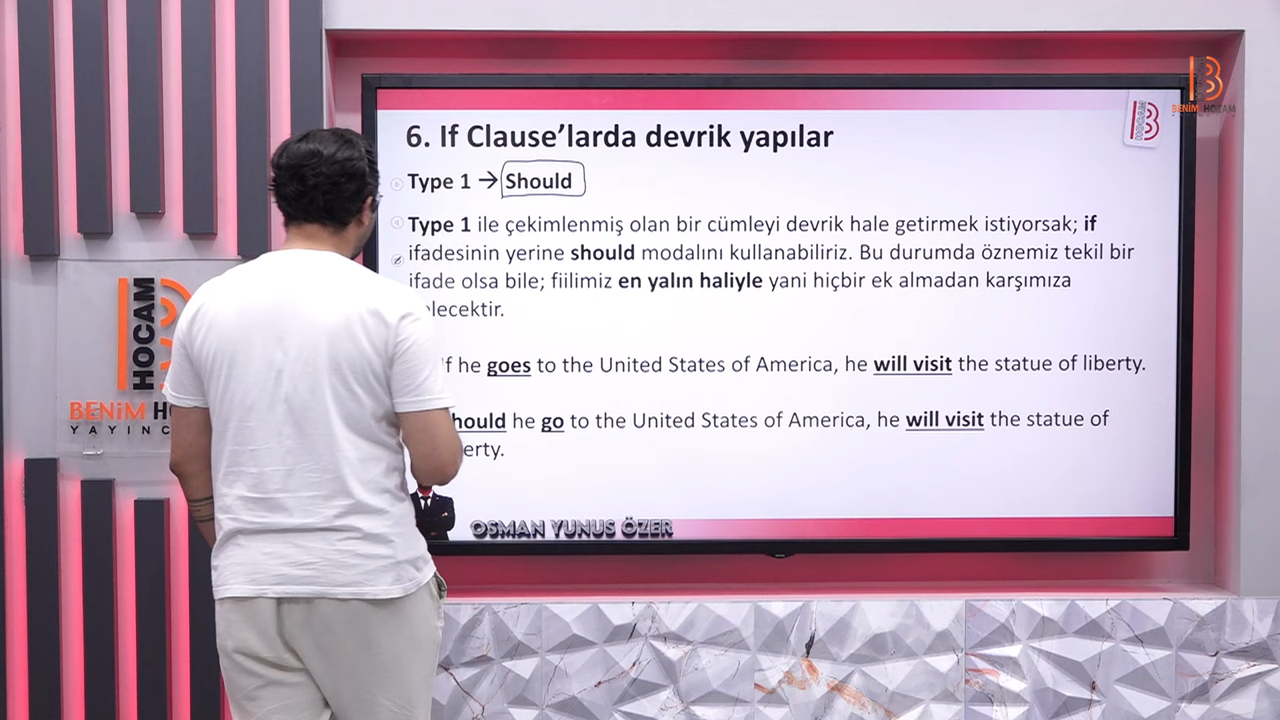 BENİM HOCAM
HOCAM
6. If Clause’larda devrik yapılar
Type 1 → Should
Type 1 ile çekimlenmiş olan bir cümleyi devrik hale getirmek istiyorsak; if
ifadesinin yerine should modalını kullanabiliriz. Bu durumda öznemiz tekil bir
ifade olsa bile; fiilimiz en yalın haliyle yani hiçbir ek almadan karşımıza
elecektir.
f he goes to the United States of America, he will visit the statue of liberty.
hould he go to the United States of America, he will visit the statue of
erty.
OSMAN YUNUS ÖZER
HOCAM
BENİM HO
YAYINC